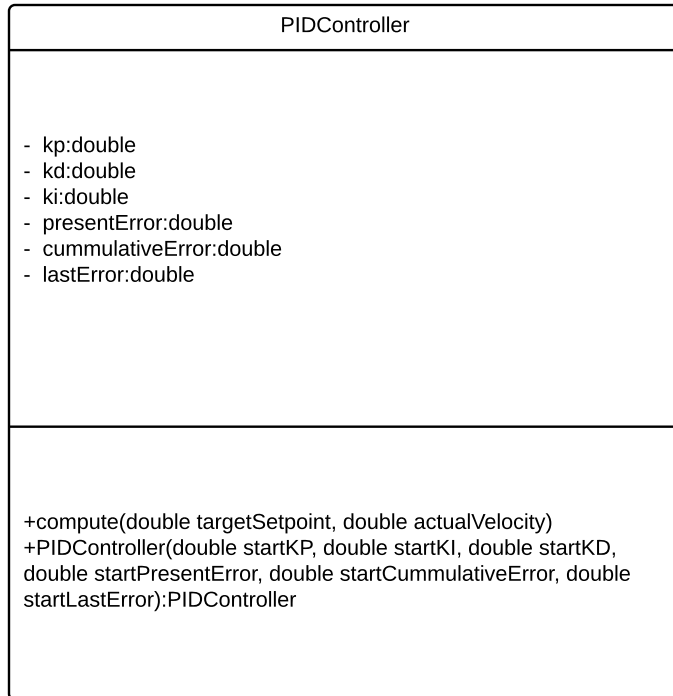 PIDController
- kp:double
- kd:double
- ki:double
- presentError:double
- cummulativeError:double
- lastError:double
+compute(double targetSetpoint, double actualVelocity)
+PIDController(double startKP, double startKI, double startKD,
double startPresentError, double startCummulativeError, double
startLastError):PIDController